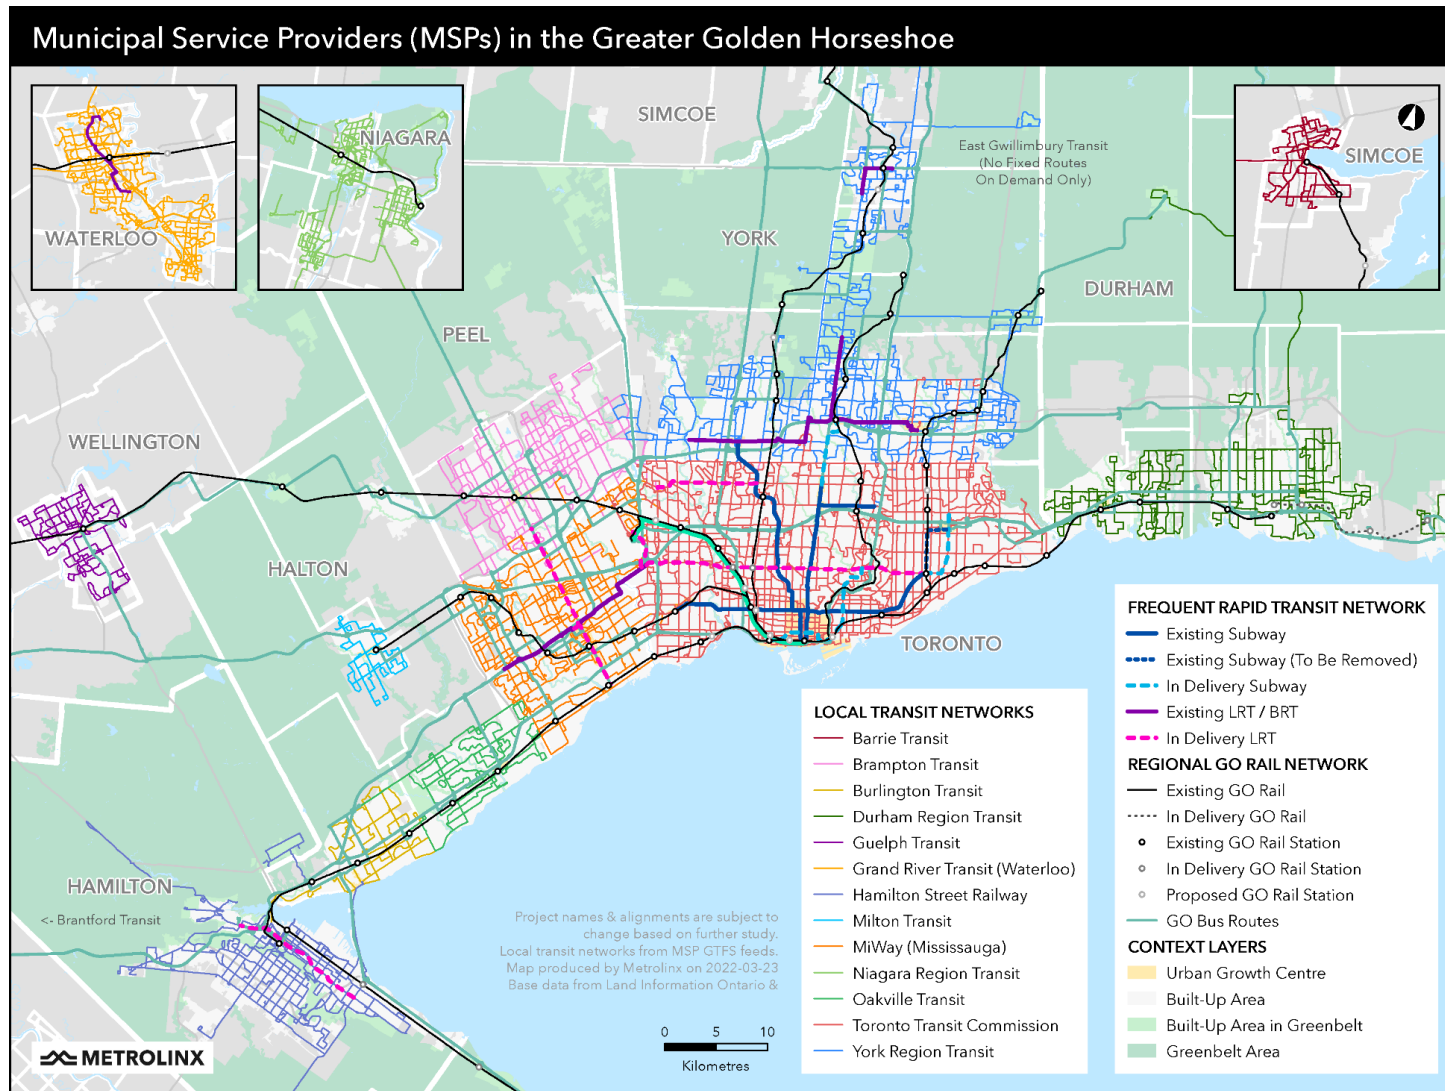 Municipal Service Providers (MSPs) in the Greater Golden Horseshoe
WATERLOO
NIAGARA
SIMCOE
East Gwillimbury Transit
(No Fixed Routes
On Demand Only)
SIMCOE
YORK
DURHAM
PEEL
WELLINGTON
HALTON
TORONTO
HAMILTON
<- Brantford Transit
Project names & alignments are subject to
change based on further study.
Local transit networks from MSP GTFS feeds.
Map produced by Metrolinx on 2022-03-23
Base data from Land Information Ontario &
0 5 10
Kilometres
METROLINX
LOCAL TRANSIT NETWORKS
Barrie Transit
Brampton Transit
Burlington Transit
Durham Region Transit
Guelph Transit
Grand River Transit (Waterloo)
Hamilton Street Railway
Milton Transit
MiWay (Mississauga)
Niagara Region Transit
Oakville Transit
Toronto Transit Commission
York Region Transit
FREQUENT RAPID TRANSIT NETWORK
Existing Subway
Existing Subway (To Be Removed)
In Delivery Subway
Existing LRT / BRT
In Delivery LRT
REGIONAL GO RAIL NETWORK
Existing GO Rail
In Delivery GO Rail
Existing GO Rail Station
In Delivery GO Rail Station
Proposed GO Rail Station
GO Bus Routes
CONTEXT LAYERS
Urban Growth Centre
Built-Up Area
Built-Up Area in Greenbelt
Greenbelt Area